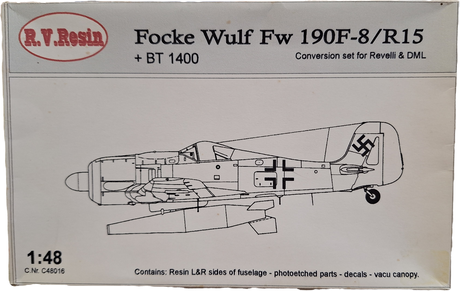 R.V.Resin
Focke Wulf Fw 190F-8/R15
+ BT 1400
Conversion set for Revelli & DML
1:48
C.Nr. C48016
Contains: Resin L&R sides of fuselage - photoetched parts - decals - vacu canopy.